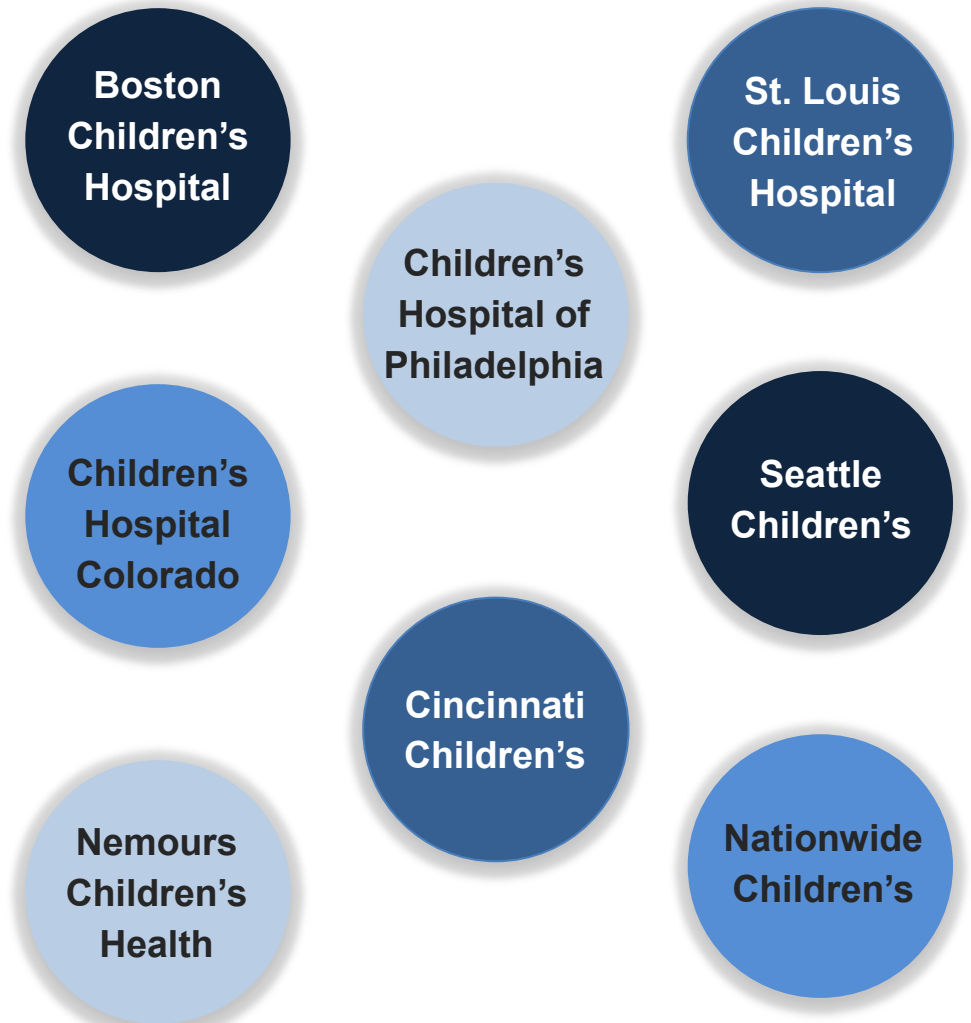 Boston
Children’s
Hospital
St. Louis
Children’s
Hospital
Children’s
Hospital of
Philadelphia
Children’s
Hospital
Colorado
Seattle
Children’s
Cincinnati
Children’s
Nemours
Children’s
Health
Nationwide
Children’s